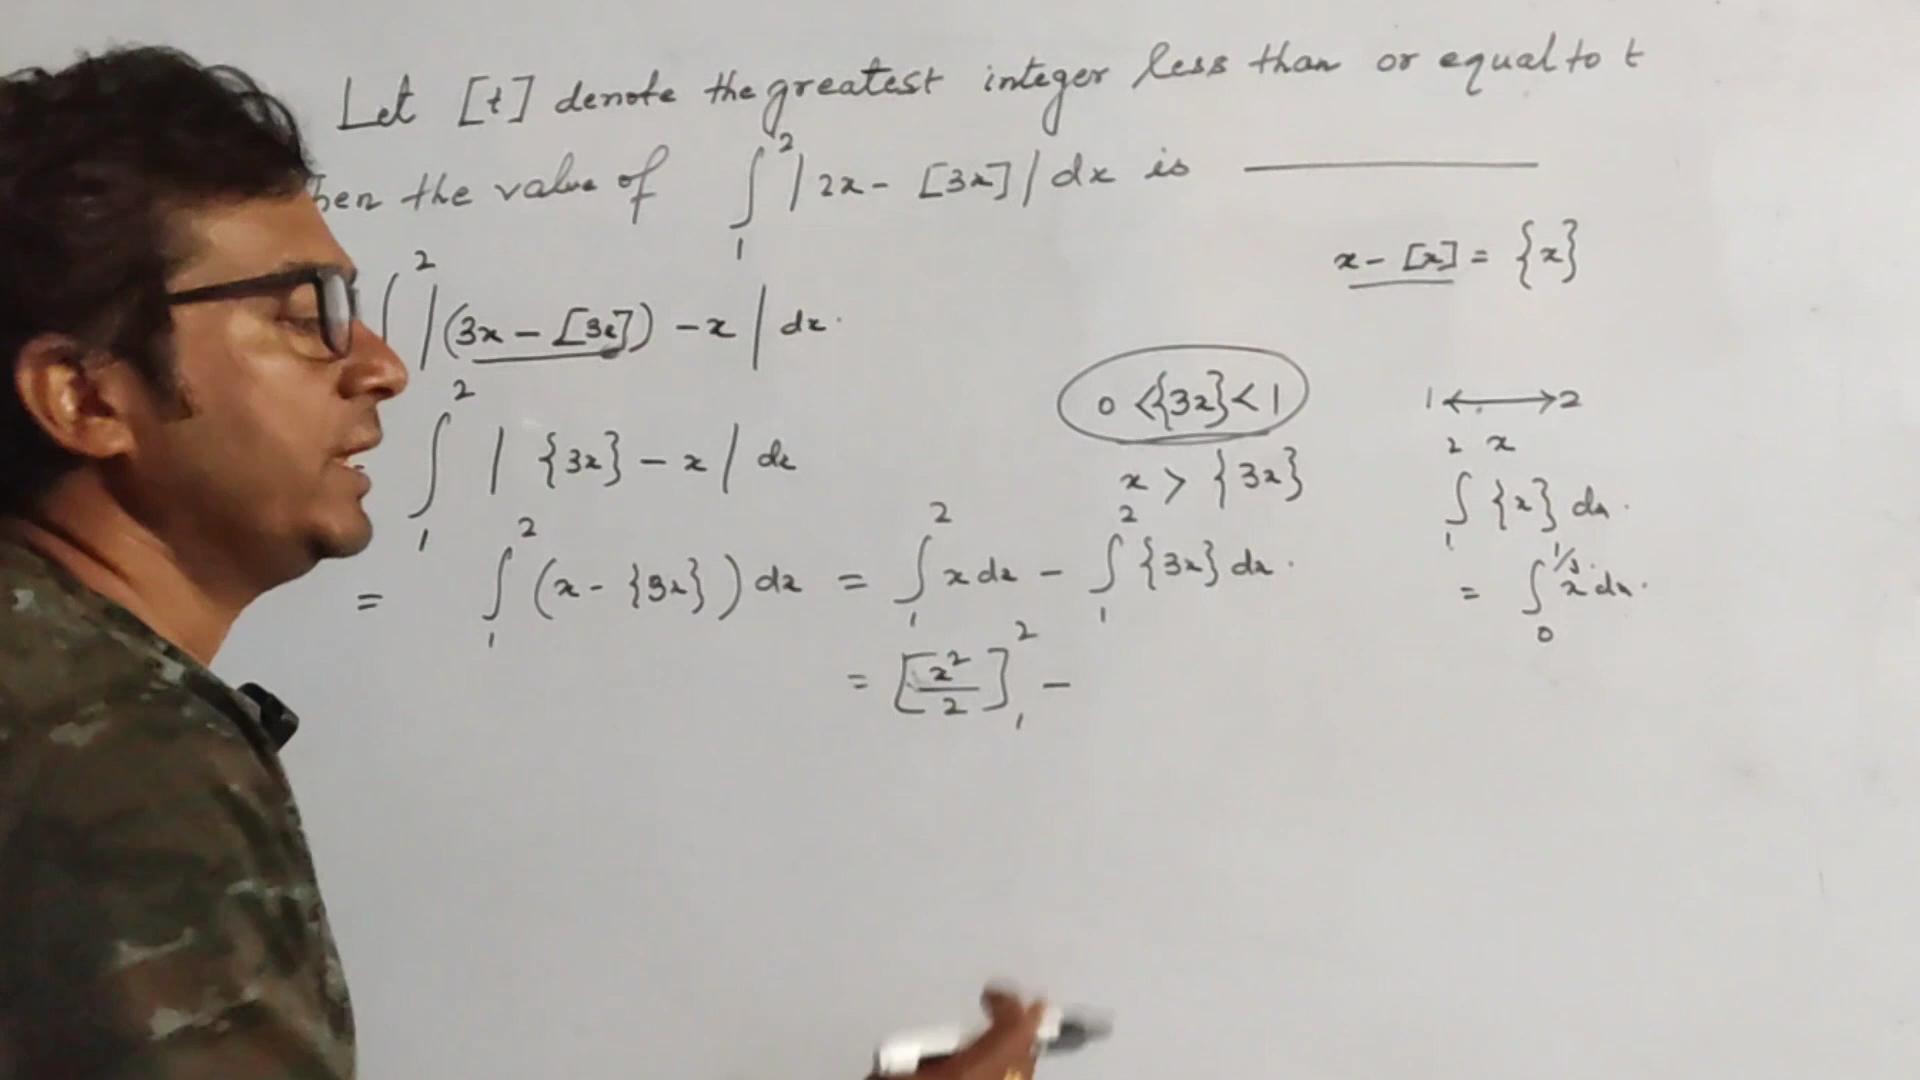 Let [t] denote the greatest integer less than or equal to t
then the value of ∫₁² |2x - [3x]| dx is ————
x - [x] = {x}
∫ ² |(3x - [3x]) - x| dx.
0 < {3x} < 1
1 ⟷ 2
x
∫₁² | {3x} - x | dx
x > {3x}
∫₁² {x} dx.
= ∫₁² (x - {3x}) dx = ∫₁² x dx - ∫₁² {3x} dx.
= ∫₀^1/3 x dx.
= [x²/2]₁² -